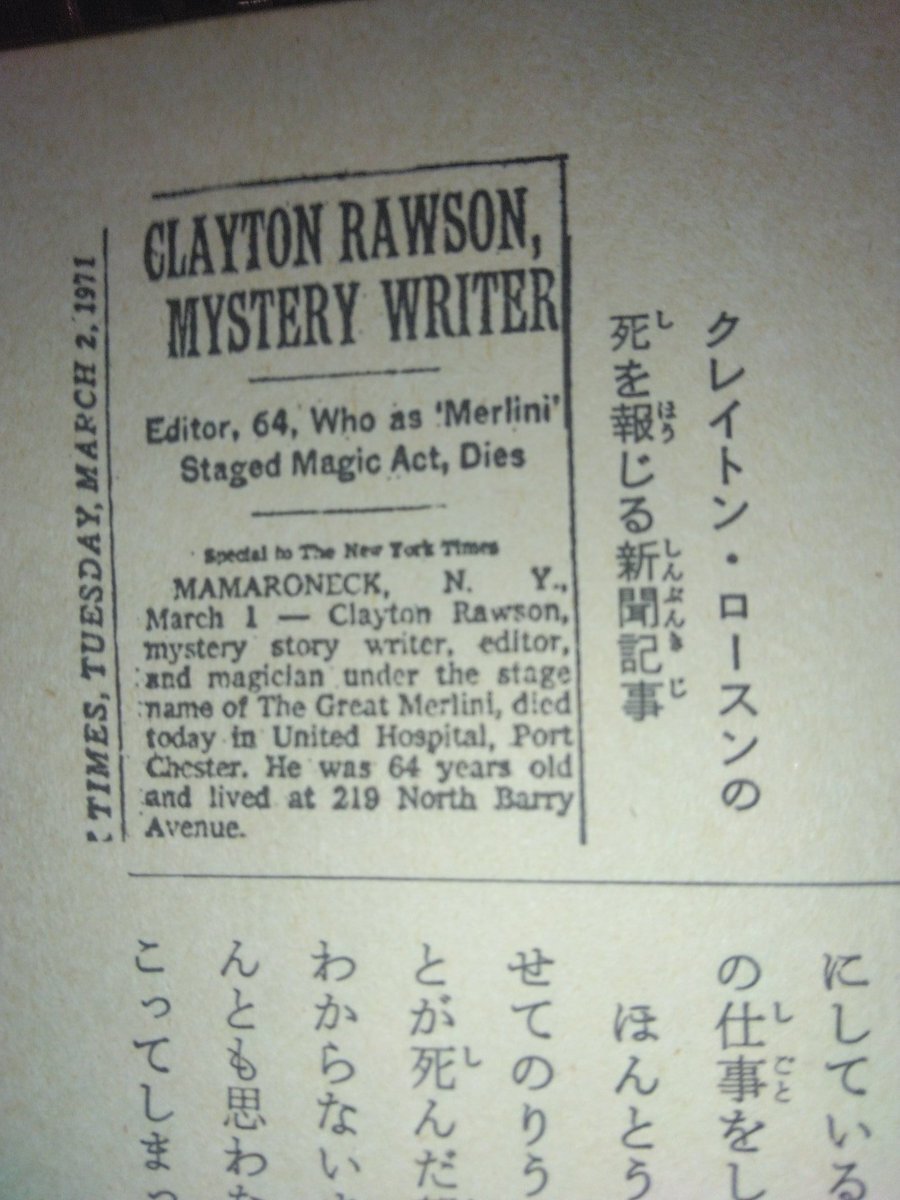 TIMES, TUESDAY, MARCH 2, 1971
CLAYTON RAWSON,
MYSTERY WRITER
Editor, 64, Who as 'Merlini'
Staged Magic Act, Dies
Special to The New York Times
MAMARONECK, N. Y.,
March 1 — Clayton Rawson,
mystery story writer, editor,
and magician under the stage
name of The Great Merlini, died
today in United Hospital, Port
Chester. He was 64 years old
and lived at 219 North Barry
Avenue.
クレイトン・ロースンの
死を報じる新聞記事
にしている
の仕事をし
ほんとう
せてのりう
とが死んだ
わからない
んとも思わな
こってしまっ